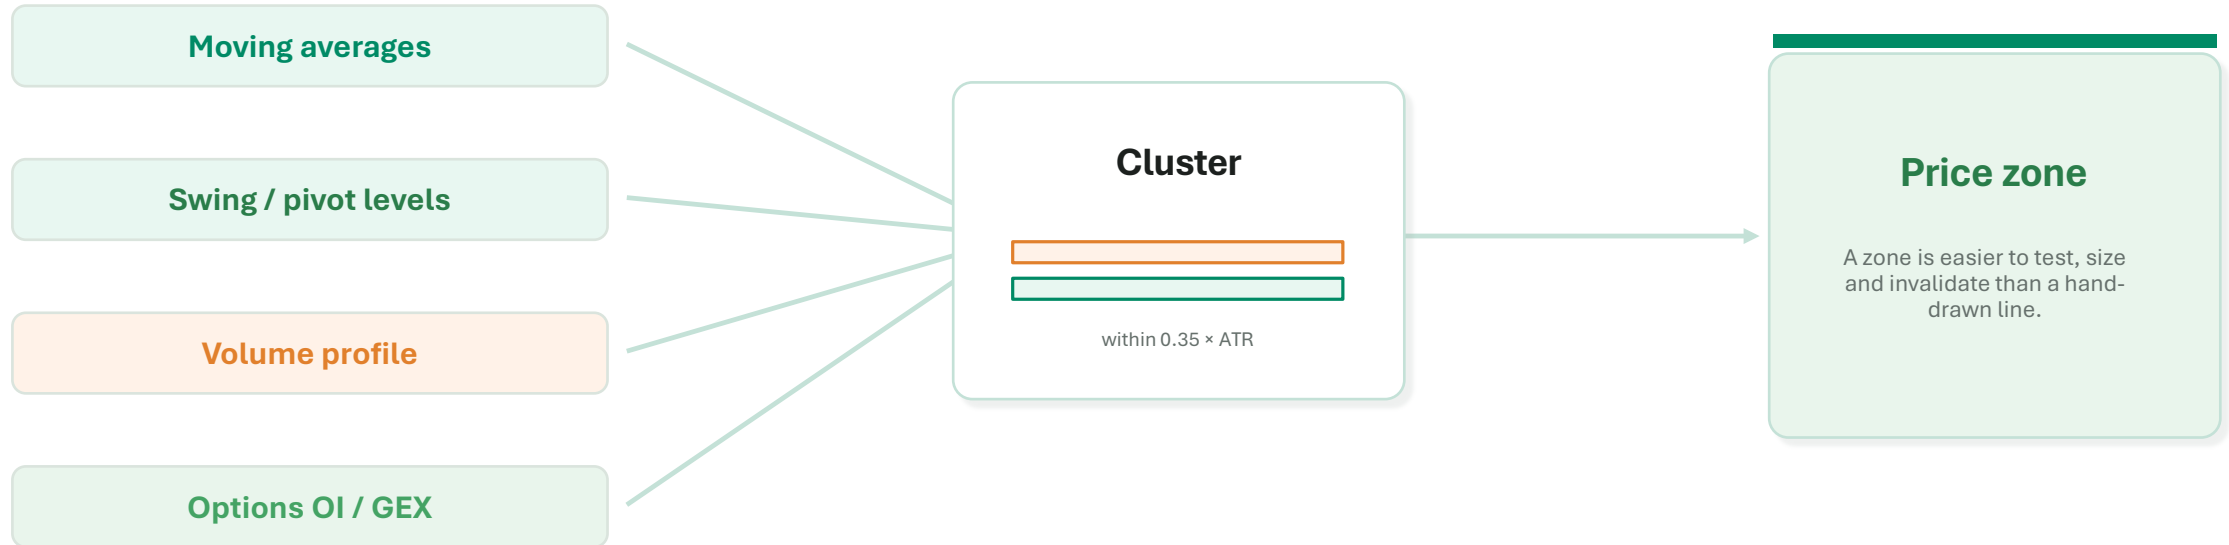 Moving averages
Swing / pivot levels
Volume profile
Options OI / GEX
Cluster
within 0.35 × ATR
Price zone
A zone is easier to test, size
and invalidate than a hand-
drawn line.